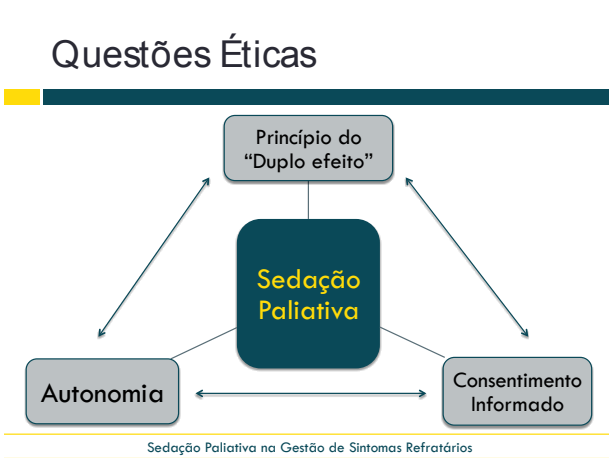 Questões Éticas
Princípio do
“Duplo efeito”
Sedação
Paliativa
Autonomia
Consentimento
Informado
Sedação Paliativa na Gestão de Sintomas Refratários